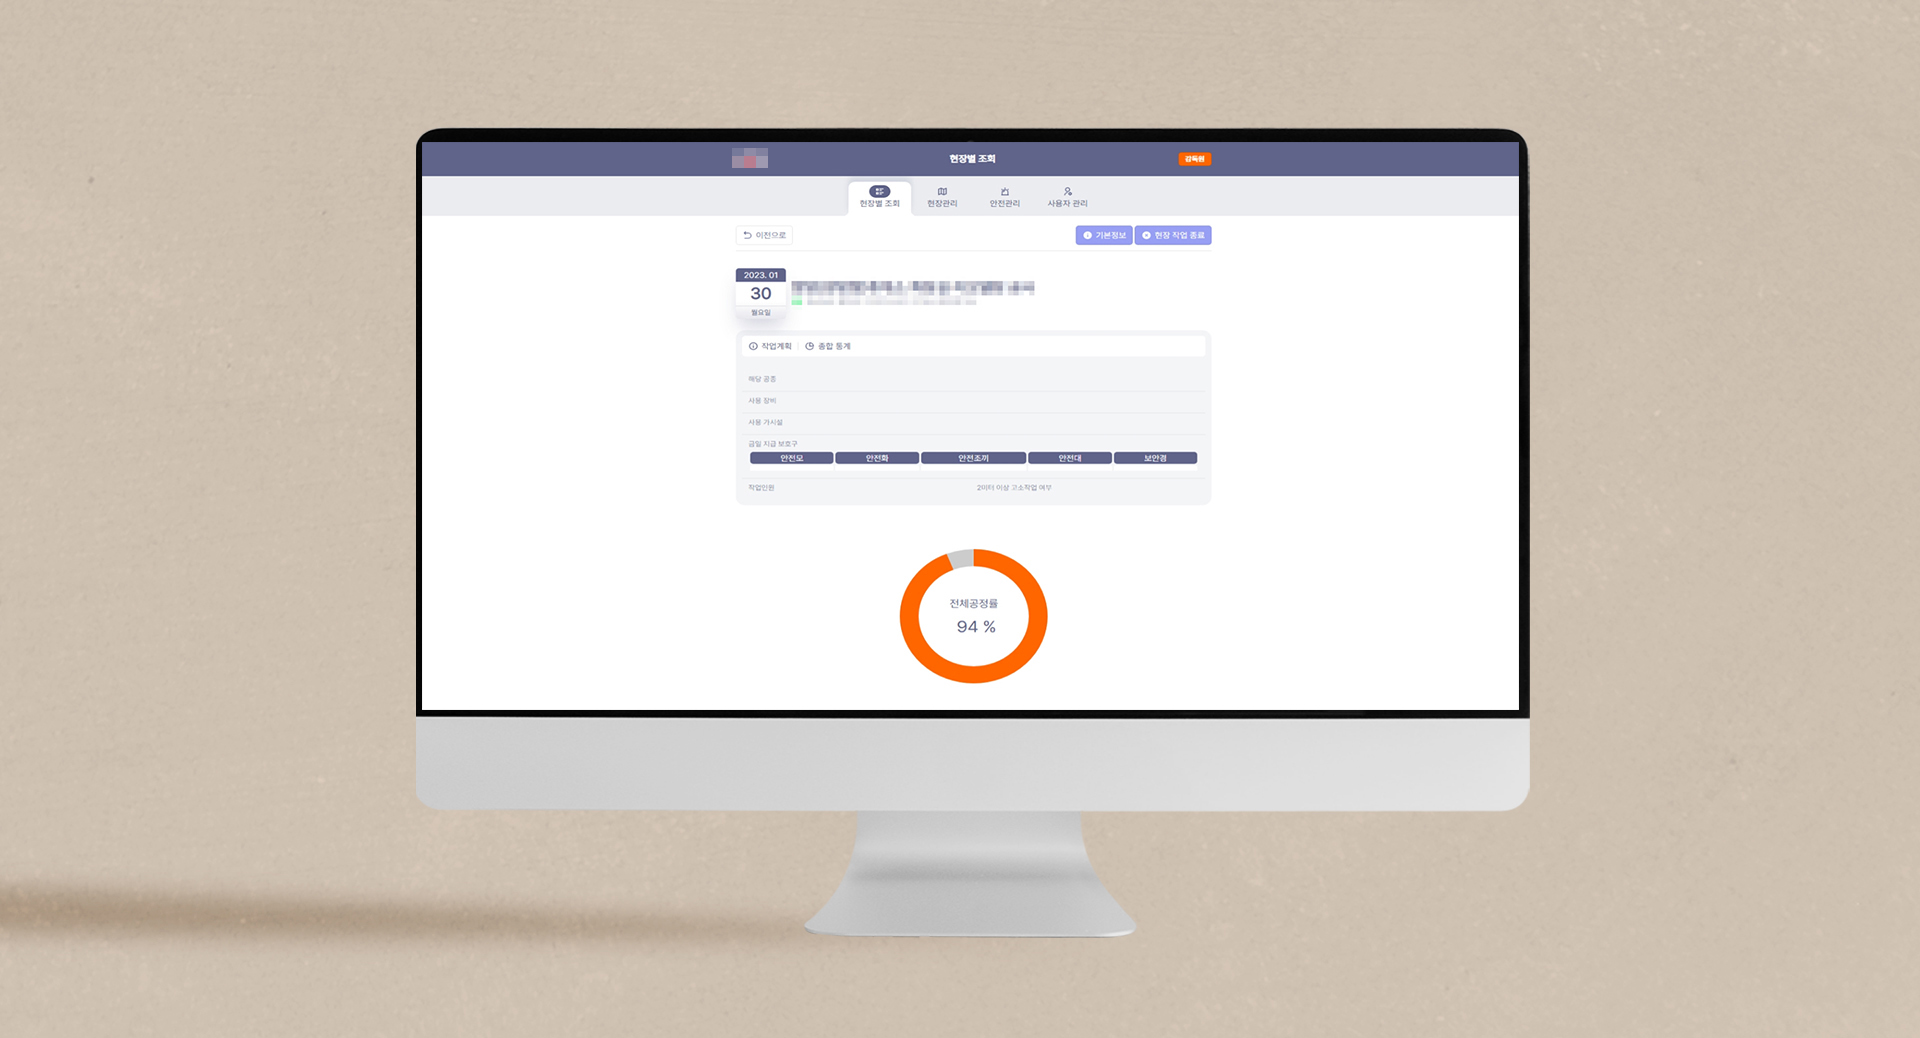 현장별 조회
감독원
현장별 조회
현장관리
안전관리
사용자 관리
이전으로
기본정보
현장 작업 종료
2023. 01
30
월요일
작업계획
종합 통계
해당 공종
사용 장비
사용 가시설
금일 지급 보호구
안전모
안전화
안전조끼
안전대
보안경
작업인원
2미터 이상 고소작업 여부
전체공정률
94 %